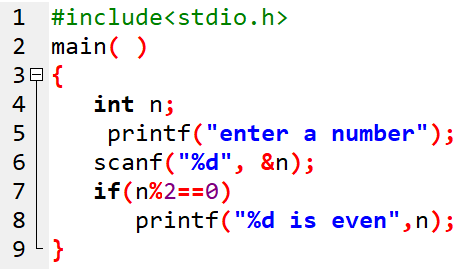 1 #include<stdio.h>
2 main( )
3 {
4 int n;
5 printf("enter a number");
6 scanf("%d", &n);
7 if(n%2==0)
8 printf("%d is even",n);
9 }